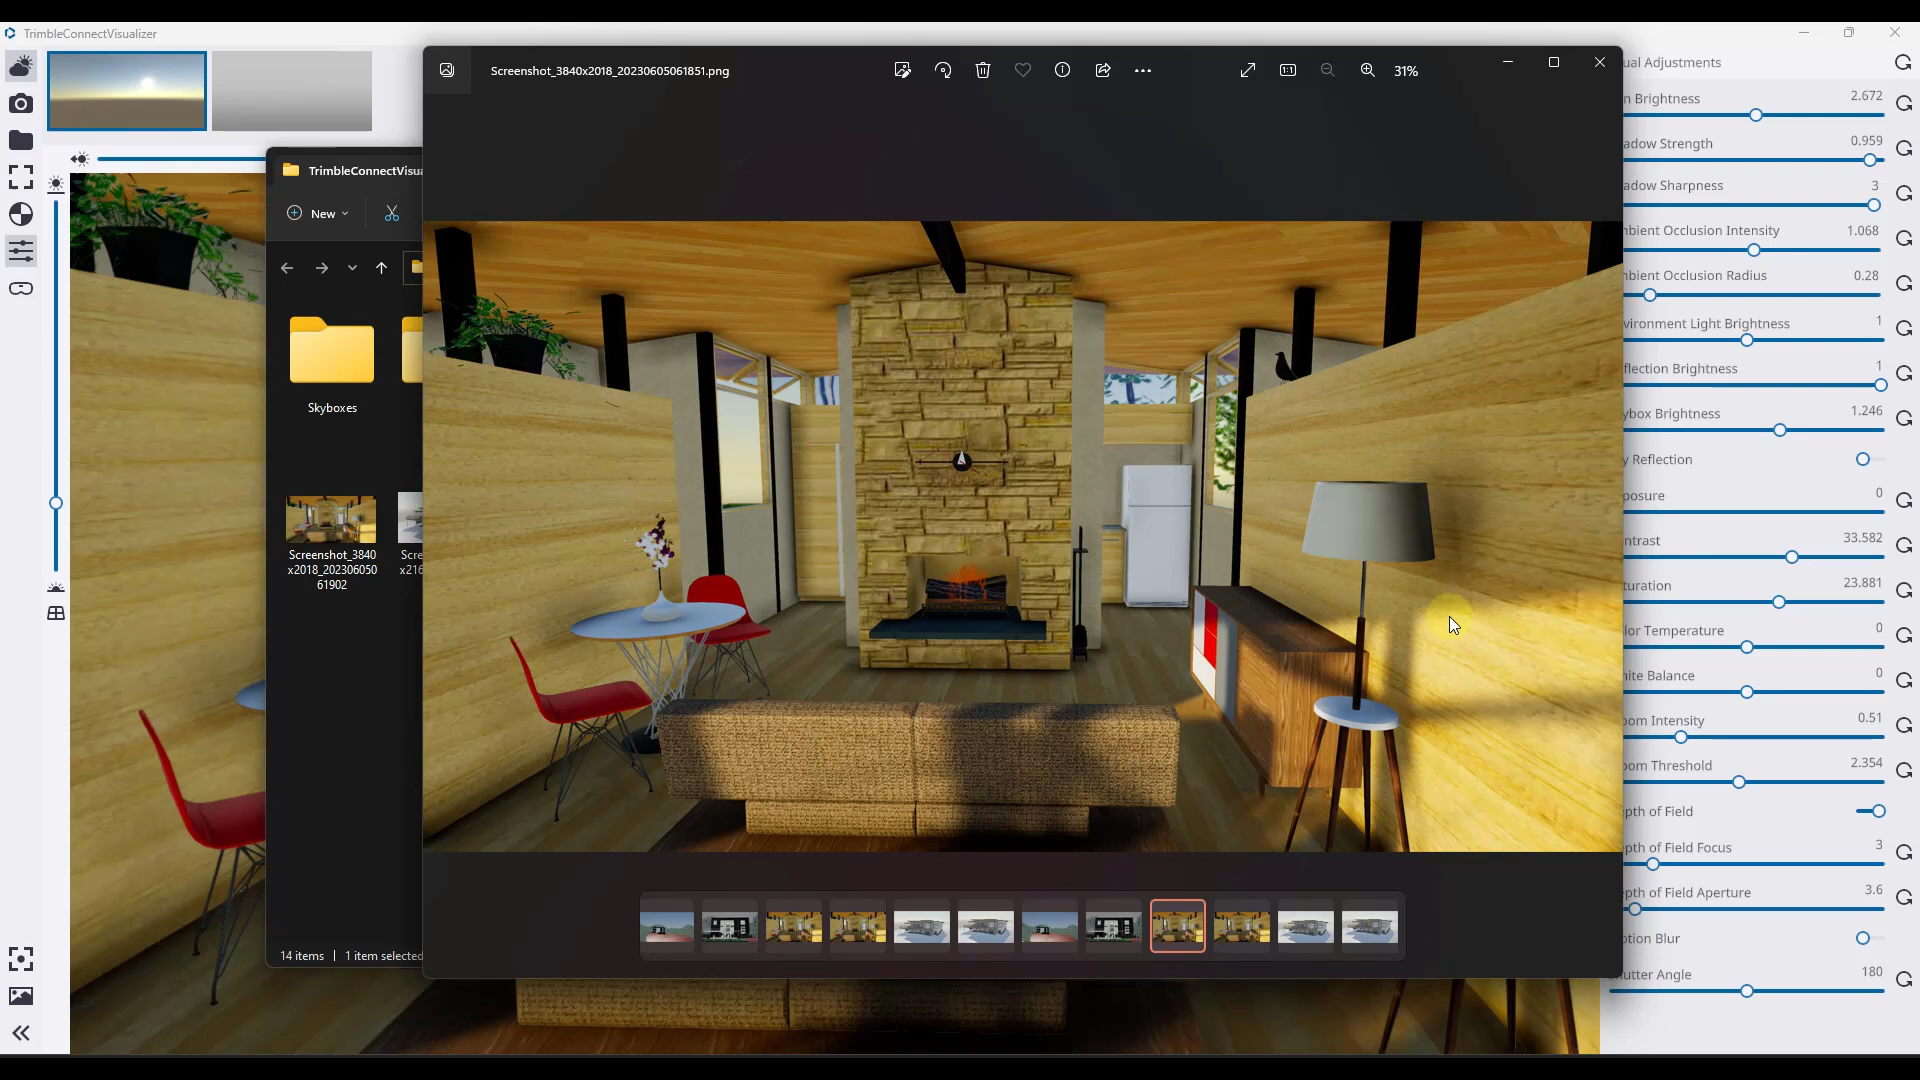 TrimbleConnectVisualizer
Screenshot_3840x2018_20230605061851.png
31%
TrimbleConnectVisua
New
Skyboxes
Screenshot_3840
x2018_202306050
61902
Scre
x216
14 items
1 item selected
ual Adjustments
n Brightness 2.672
adow Strength 0.959
adow Sharpness 3
nbient Occlusion Intensity 1.068
nbient Occlusion Radius 0.28
vironment Light Brightness 1
flection Brightness 1
ybox Brightness 1.246
y Reflection
posure 0
ntrast 33.582
turation 23.881
lor Temperature 0
hite Balance 0
oom Intensity 0.51
oom Threshold 2.354
pth of Field
pth of Field Focus 3
pth of Field Aperture 3.6
otion Blur
utter Angle 180